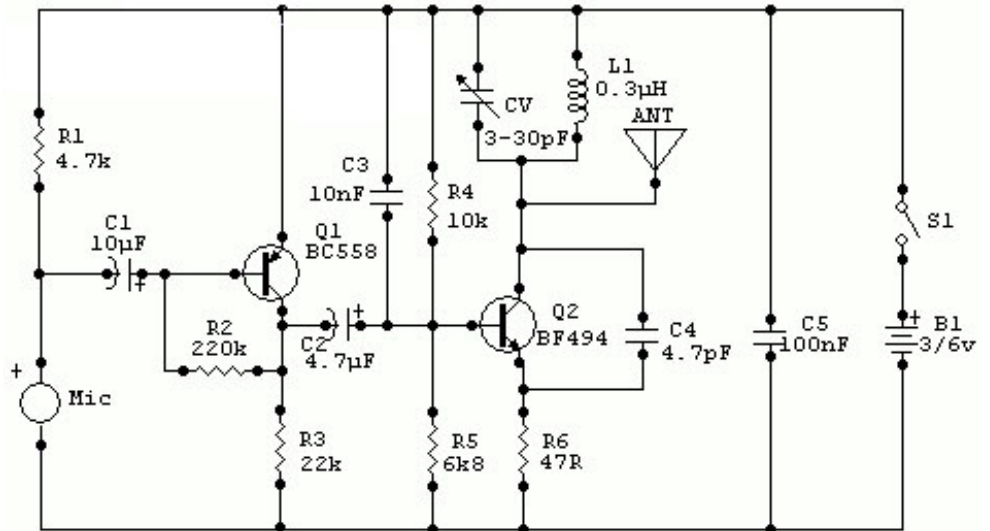 R1
4.7k
C1
10µF
+
Mic
+
Q1
BC558
R2
220k
R3
22k
C2
4.7µF
+
C3
10nF
R4
10k
R5
6k8
CV
3-30pF
L1
0.3µH
ANT
Q2
BF494
C4
4.7pF
R6
47R
C5
100nF
S1
+
B1
3/6v